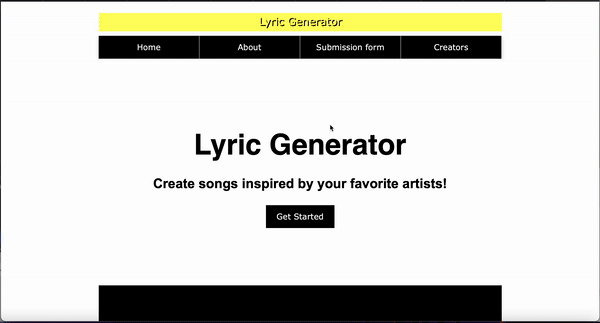 Lyric Generator
Home About Submission form Creators
Lyric Generator
Create songs inspired by your favorite artists!
Get Started